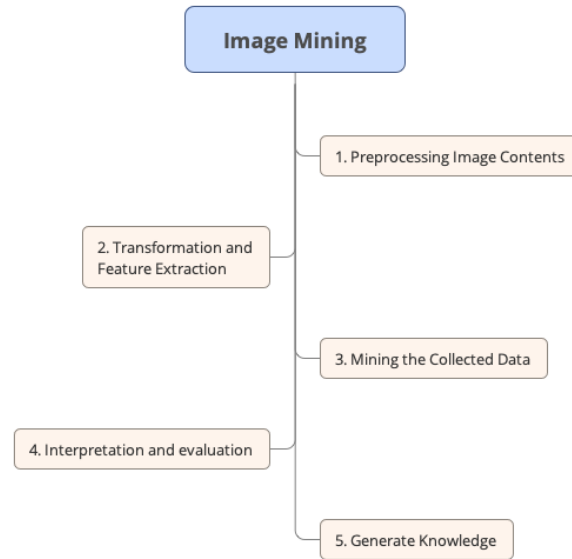 Image Mining
1. Preprocessing Image Contents
2. Transformation and
Feature Extraction
3. Mining the Collected Data
4. Interpretation and evaluation
5. Generate Knowledge